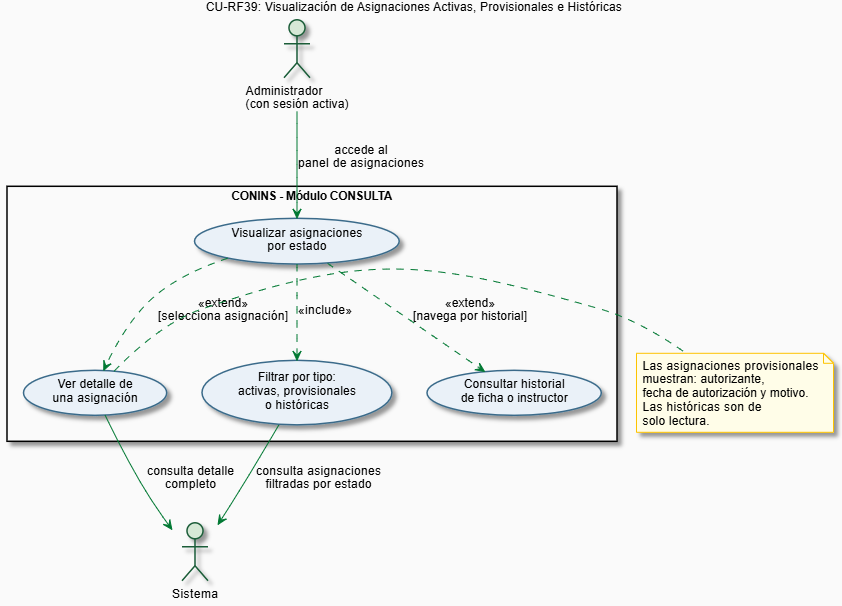 CU-RF39: Visualización de Asignaciones Activas, Provisionales e Históricas
Administrador
(con sesión activa)
accede al
panel de asignaciones
CONINS - Módulo CONSULTA
Visualizar asignaciones
por estado
«extend»
[selecciona asignación]
«include»
«extend»
[navega por historial]
Ver detalle de
una asignación
Filtrar por tipo:
activas, provisionales
o históricas
Consultar historial
de ficha o instructor
Las asignaciones provisionales
muestran: autorizante,
fecha de autorización y motivo.
Las históricas son de
solo lectura.
consulta detalle
completo
consulta asignaciones
filtradas por estado
Sistema